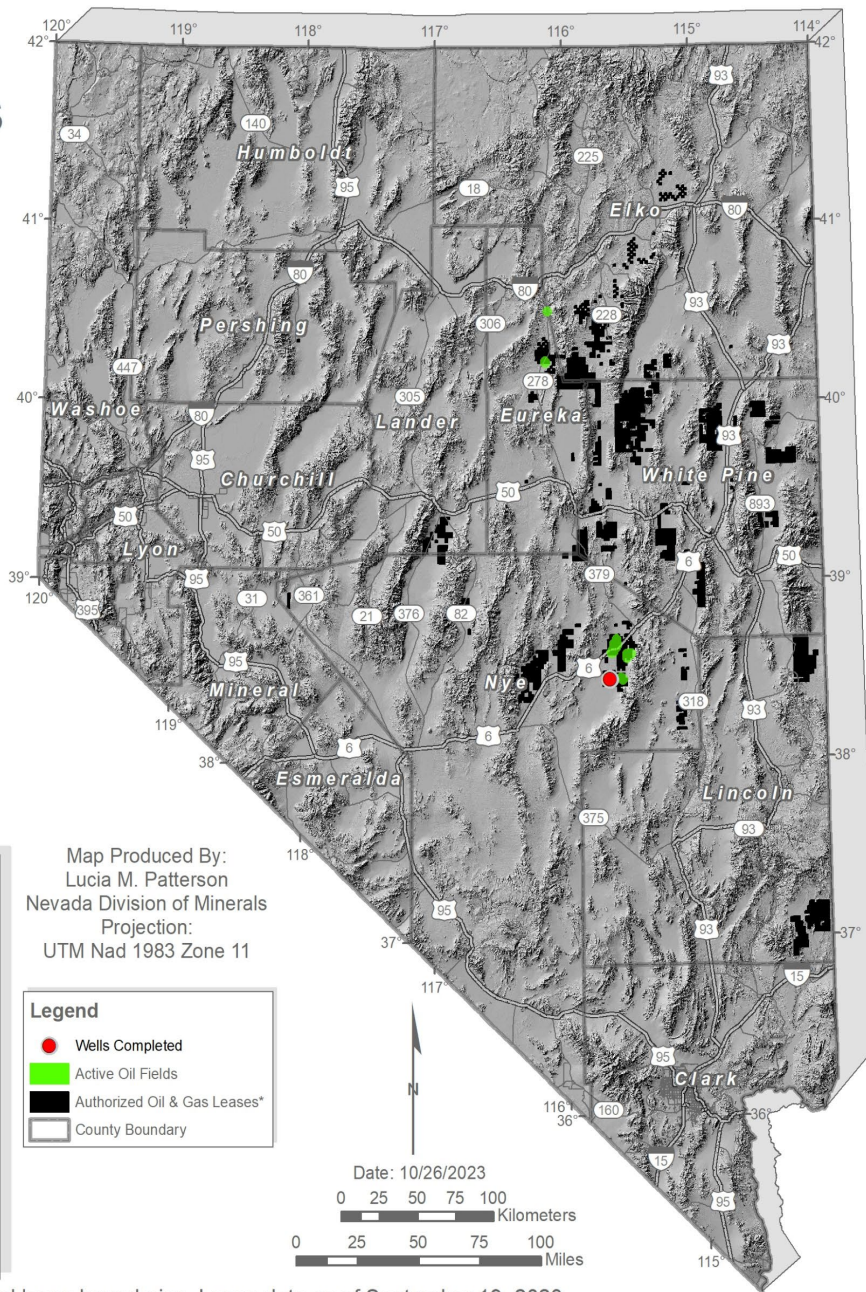 120°
119°
118°
117°
116°
115°
114°
42°
42°
S
34
140
Humboldt
95
18
225
93
Elko
80
41°
41°
80
80
93
Pershing
306
228
93
447
278
305
40°
40°
Washoe
80
Lander
Eureka
93
95
Churchill
White Pine
50
893
50
50
Lyon
50
39°
39°
120°
95
379
6
31
361
395
21
376
82
95
6
Nye
Mineral
318
93
119°
6
6
38°
38°
Esmeralda
Lincoln
375
93
118°
Map Produced By:
Lucia M. Patterson
Nevada Division of Minerals
Projection:
UTM Nad 1983 Zone 11
95
93
37°
37°
117°
15
Legend
Wells Completed
Active Oil Fields
Authorized Oil & Gas Leases*
County Boundary
N
95
Clark
116°
36°
160
36°
15
95
115°
Date: 10/26/2023
0 25 50 75 100
Kilometers
0 25 50 75 100
Miles